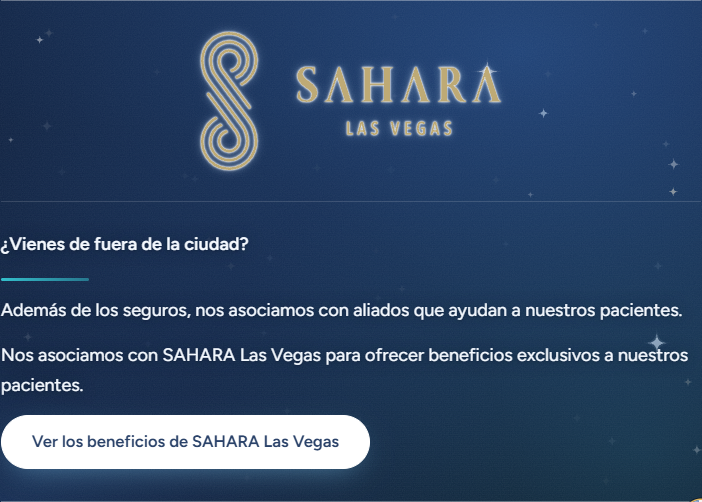 SAHARA
LAS VEGAS
¿Vienes de fuera de la ciudad?
Además de los seguros, nos asociamos con aliados que ayudan a nuestros pacientes.
Nos asociamos con SAHARA Las Vegas para ofrecer beneficios exclusivos a nuestros
pacientes.
Ver los beneficios de SAHARA Las Vegas